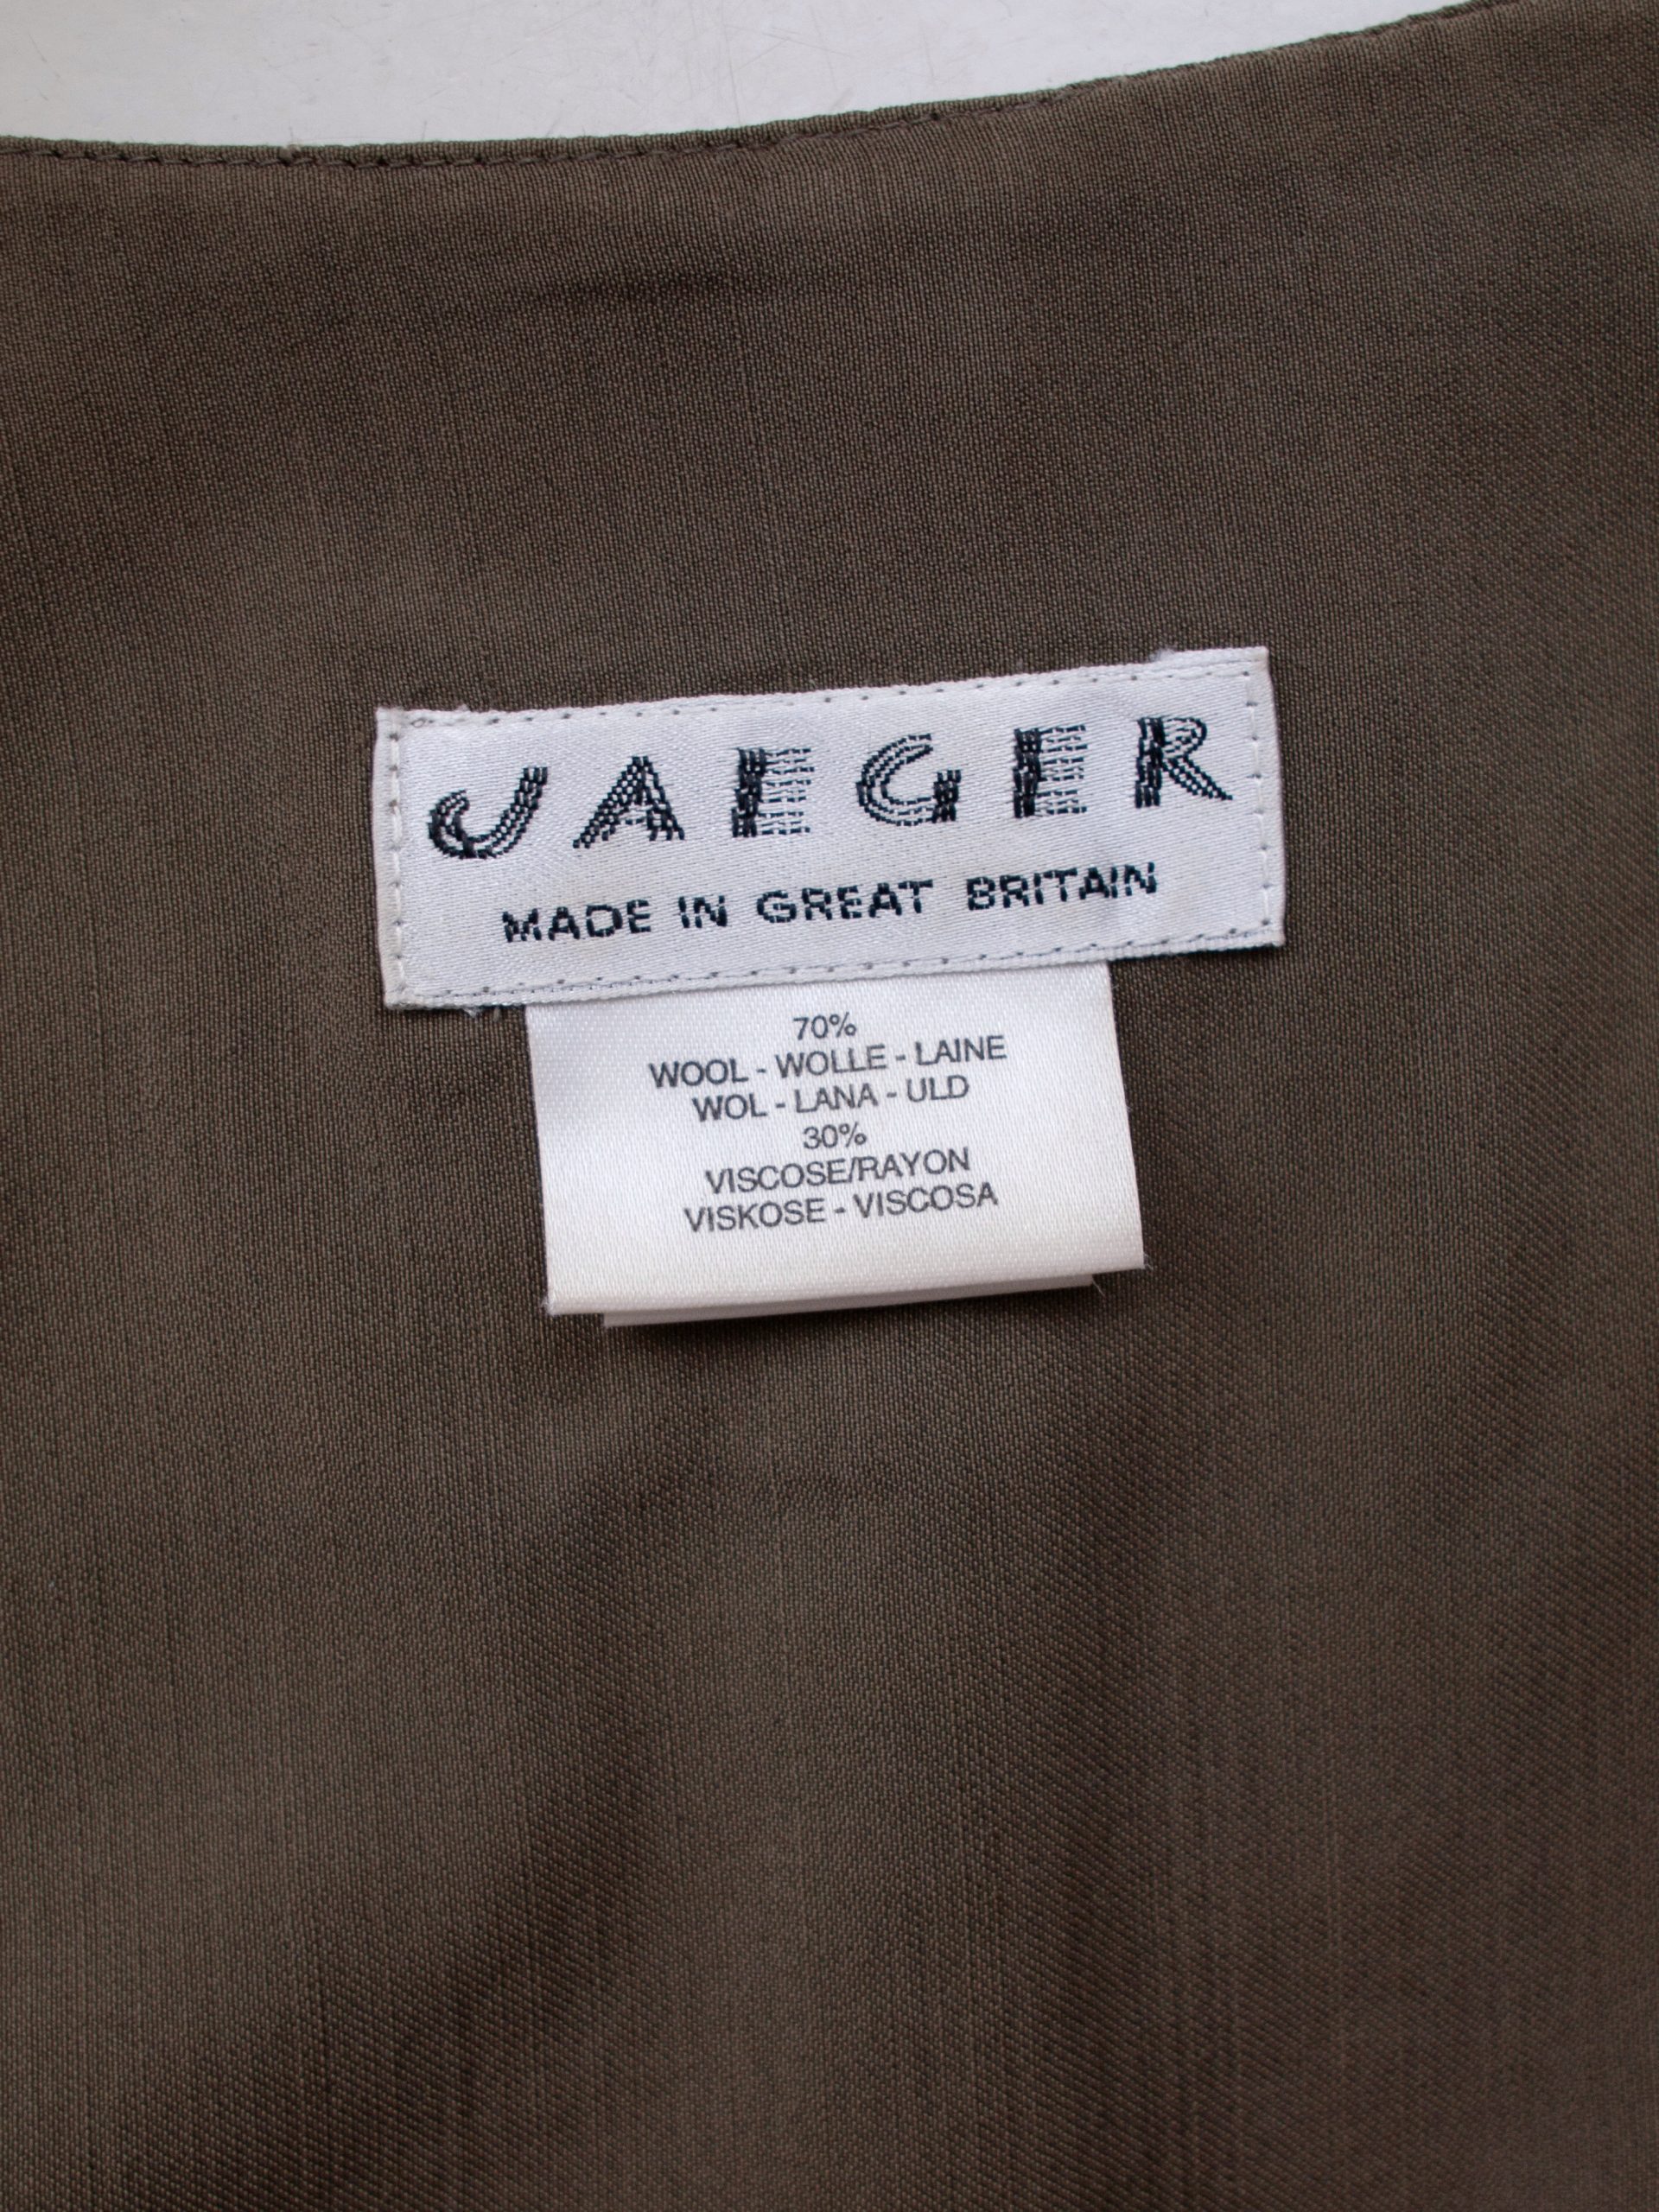 JAEGER
MADE IN GREAT BRITAIN
70%
WOOL - WOLLE - LAINE
WOL - LANA - ULD
30%
VISCOSE/RAYON
VISKOSE - VISCOSA